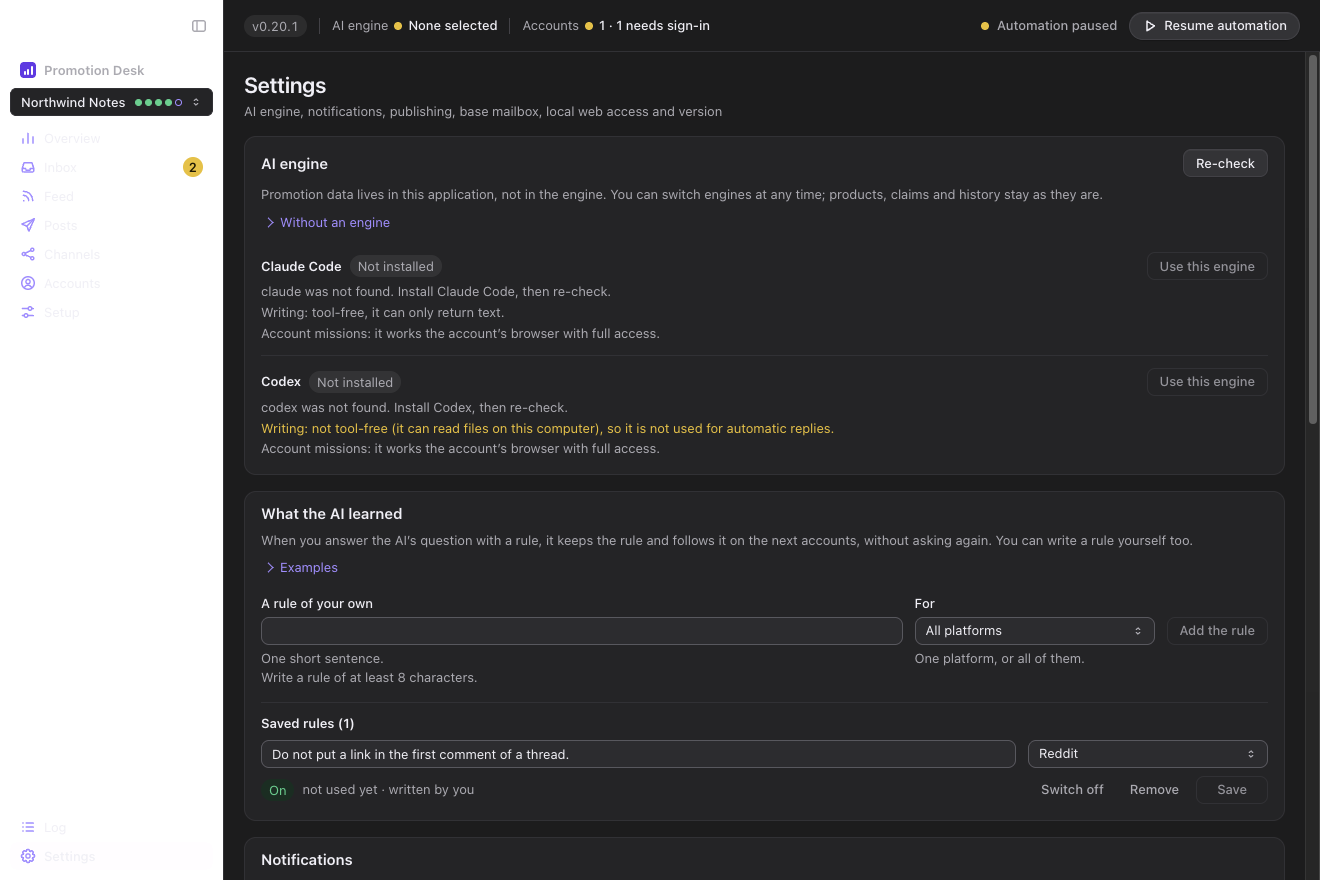 v0.20.1
AI engine None selected
Accounts 1 · 1 needs sign-in
Automation paused
Resume automation
Promotion Desk
Northwind Notes
Overview
Inbox 2
Feed
Posts
Channels
Accounts
Setup
Log
Settings
Settings
AI engine, notifications, publishing, base mailbox, local web access and version
AI engine
Re-check
Promotion data lives in this application, not in the engine. You can switch engines at any time; products, claims and history stay as they are.
Without an engine
Claude Code Not installed
Use this engine
claude was not found. Install Claude Code, then re-check.
Writing: tool-free, it can only return text.
Account missions: it works the account’s browser with full access.
Codex Not installed
Use this engine
codex was not found. Install Codex, then re-check.
Writing: not tool-free (it can read files on this computer), so it is not used for automatic replies.
Account missions: it works the account’s browser with full access.
What the AI learned
When you answer the AI’s question with a rule, it keeps the rule and follows it on the next accounts, without asking again. You can write a rule yourself too.
Examples
A rule of your own
For
All platforms
Add the rule
One short sentence.
One platform, or all of them.
Write a rule of at least 8 characters.
Saved rules (1)
Do not put a link in the first comment of a thread.
Reddit
On not used yet · written by you
Switch off
Remove
Save
Notifications